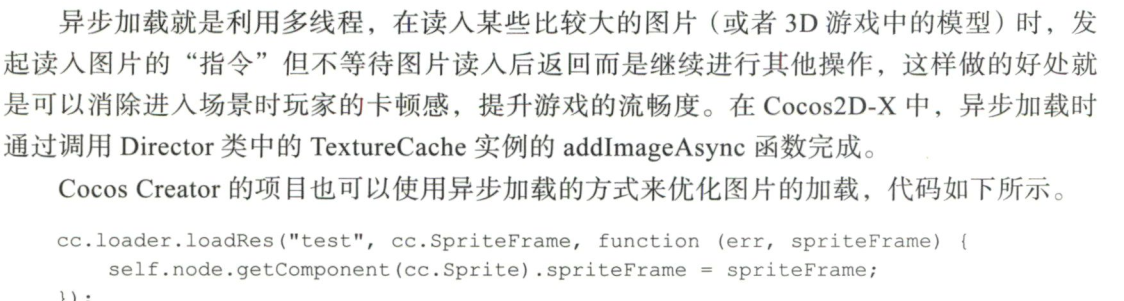 异步加载就是利用多线程，在读入某些比较大的图片（或者 3D 游戏中的模型）时，发
起读入图片的“指令”但不等待图片读入后返回而是继续进行其他操作，这样做的好处就
是可以消除进入场景时玩家的卡顿感，提升游戏的流畅度。在 Cocos2D-X 中，异步加载时
通过调用 Director 类中的 TextureCache 实例的 addImageAsync 函数完成。
Cocos Creator 的项目也可以使用异步加载的方式来优化图片的加载，代码如下所示。
cc.loader.loadRes("test", cc.SpriteFrame, function (err, spriteFrame) {
self.node.getComponent(cc.Sprite).spriteFrame = spriteFrame;
});